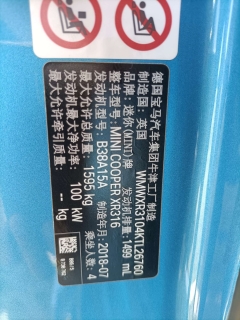 德国宝马汽车集团牛津工厂制造
制造国：英国 WMWXR3104KTL26760
品牌：迷你(MINI)牌 发动机排量：1499 mL
整车型号：MINI COOPER XR316
发动机型号：B38A15A 乘坐人数：4
最大允许总质量：1595 kg 制造年月：2018-07
发动机最大净功率：100 kW
最大允许牵引质量：-- kg